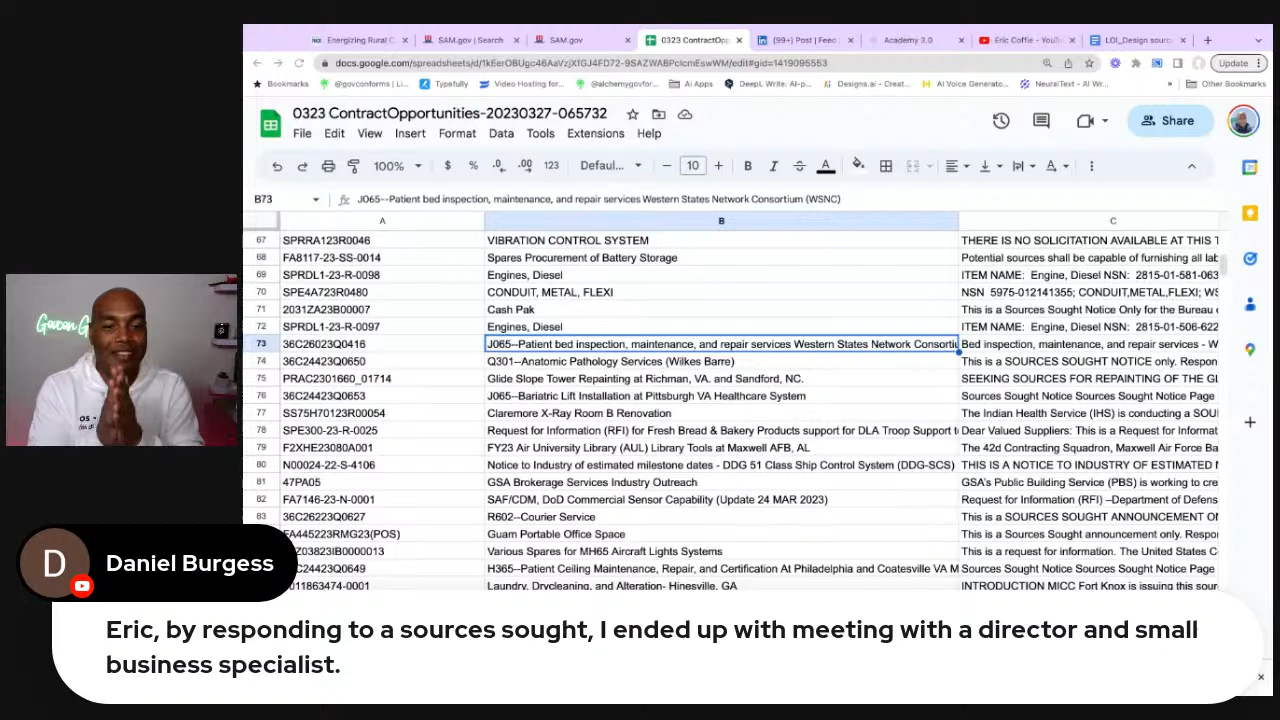 Energizing Rural C
SAM.gov | Search
SAM.gov
0323 ContractOpp
(99+) Post | Feed
Academy 3.0
Eric Coffie - YouTu
LOI_Design sourc
docs.google.com/spreadsheets/d/1kEerOBUgc46AaVzjXfGJ4FD72-9SAZWABPcIcmEswWM/edit#gid=1419095553
Update
Bookmarks
@govconforms | Li...
Typefully
Video Hosting for...
@alchemygovfor...
AI Apps
DeepL Write: AI-p...
Designs.ai - Creat...
AI Voice Generato...
NeuralText - AI Wr...
»
Other Bookmarks
0323 ContractOpportunities-20230327-065732
File Edit View Insert Format Data Tools Extensions Help
Share
100% $ % .0 .00 123 Defaul... − 10 + B I A
B73 fx J065--Patient bed inspection, maintenance, and repair services Western States Network Consortium (WSNC)
A B C
67 SPRRA123R0046 VIBRATION CONTROL SYSTEM THERE IS NO SOLICITATION AVAILABLE AT THIS T
68 FA8117-23-SS-0014 Spares Procurement of Battery Storage Potential sources shall be capable of furnishing all lab
69 SPRDL1-23-R-0098 Engines, Diesel ITEM NAME: Engine, Diesel NSN: 2815-01-581-063
70 SPE4A723R0480 CONDUIT, METAL, FLEXI NSN 5975-012141355; CONDUIT,METAL,FLEXI; WS
71 2031ZA23B00007 Cash Pak This is a Sources Sought Notice Only for the Bureau o
72 SPRDL1-23-R-0097 Engines, Diesel ITEM NAME: Engine, Diesel NSN: 2815-01-506-622
73 36C26023Q0416 J065--Patient bed inspection, maintenance, and repair services Western States Network Consortiu Bed inspection, maintenance, and repair services - W
74 36C24423Q0650 Q301--Anatomic Pathology Services (Wilkes Barre) This is a SOURCES SOUGHT NOTICE only. Respon
75 PRAC2301660_01714 Glide Slope Tower Repainting at Richman, VA. and Sandford, NC. SEEKING SOURCES FOR REPAINTING OF THE GL
76 36C24423Q0653 J065--Bariatric Lift Installation at Pittsburgh VA Healthcare System Sources Sought Notice Sources Sought Notice Page
77 SS75H70123R00054 Claremore X-Ray Room B Renovation The Indian Health Service (IHS) is conducting a SOU
78 SPE300-23-R-0025 Request for Information (RFI) for Fresh Bread & Bakery Products support for DLA Troop Support t Dear Valued Suppliers: This is a Request for Informat
79 F2XHE23080A001 FY23 Air University Library (AUL) Library Tools at Maxwell AFB, AL The 42d Contracting Squadron, Maxwell Air Force Ba
80 N00024-22-S-4106 Notice to Industry of estimated milestone dates - DDG 51 Class Ship Control System (DDG-SCS) THIS IS A NOTICE TO INDUSTRY OF ESTIMATED M
81 47PA05 GSA Brokerage Services Industry Outreach GSA's Public Building Service (PBS) is working to cre
82 FA7146-23-N-0001 SAF/CDM, DoD Commercial Sensor Capability (Update 24 MAR 2023) Request for Information (RFI) –Department of Defens
83 36C26223Q0627 R602--Courier Service This is a SOURCES SOUGHT ANNOUNCEMENT ON
FA445223RMG23(POS) Guam Portable Office Space This is a Sources Sought announcement only. Respon
Z03823IB0000013 Various Spares for MH65 Aircraft Lights Systems This is a request for information. The United States C
24423Q0649 H365--Patient Ceiling Maintenance, Repair, and Certification At Philadelphia and Coatesville VA M Sources Sought Notice Sources Sought Notice Page
011863474-0001 Laundry, Drycleaning, and Alteration- Hinesville, GA INTRODUCTION MICC Fort Knox is issuing this sour
Govcon G
OS
D
Daniel Burgess
Eric, by responding to a sources sought, I ended up with meeting with a director and small
business specialist.